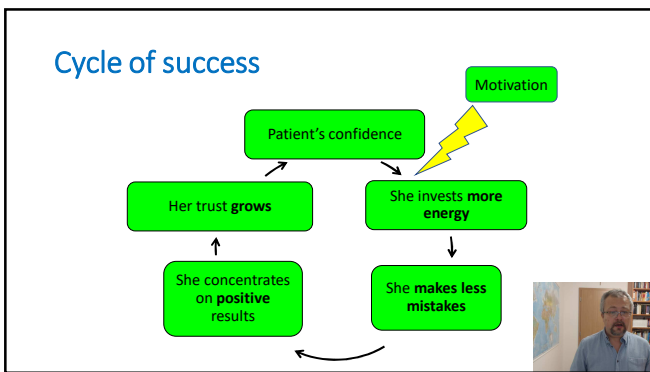 Cycle of success
Motivation
Patient's confidence
She invests more
energy
She makes less
mistakes
She concentrates
on positive
results
Her trust grows